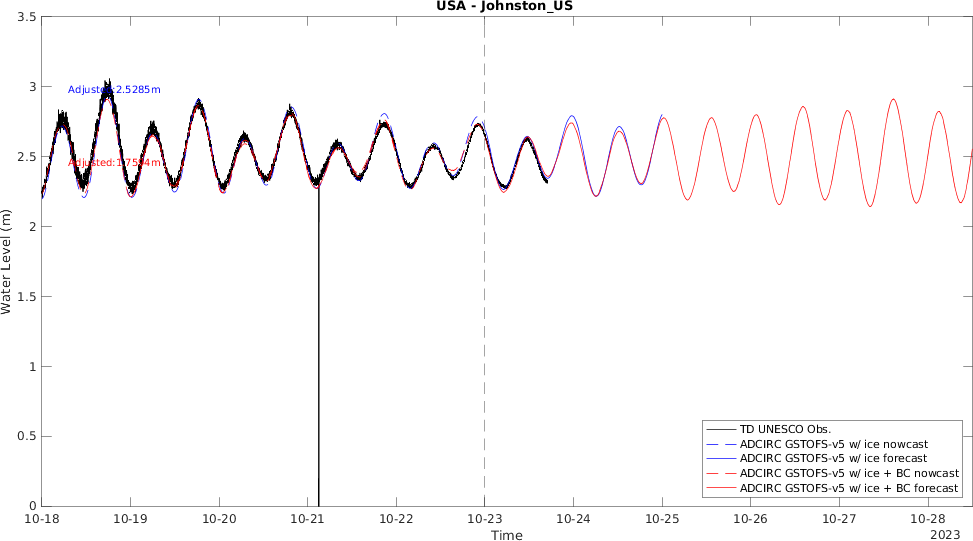 USA - Johnston_US
3.5
3
2.5
2
1.5
1
0.5
0
Water Level (m)
Adjusted:2.5285m
10-18
10-19
10-20
10-21
10-22
10-23
10-24
10-25
10-26
10-27
10-28
2023
Time
TD UNESCO Obs.
ADCIRC GSTOFS-v5 w/ ice nowcast
ADCIRC GSTOFS-v5 w/ ice forecast
ADCIRC GSTOFS-v5 w/ ice + BC nowcast
ADCIRC GSTOFS-v5 w/ ice + BC forecast